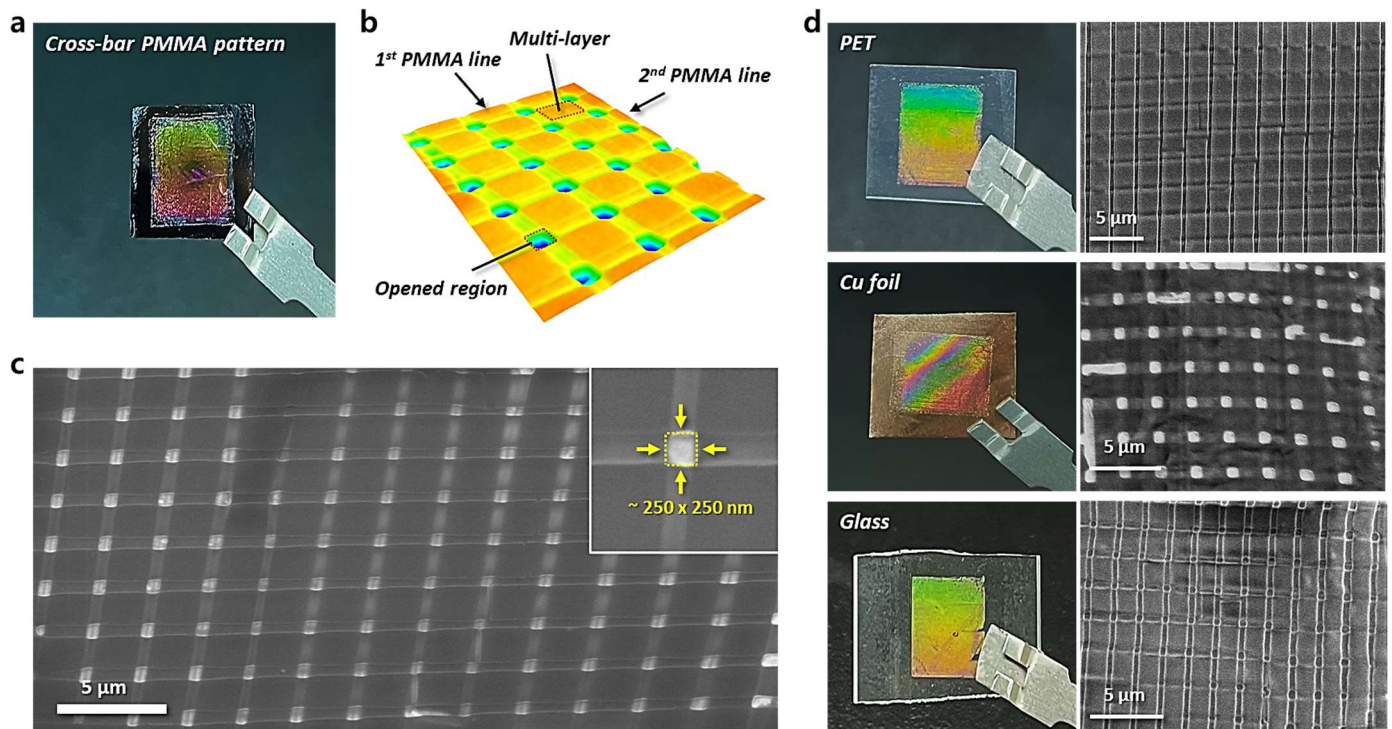 a
Cross-bar PMMA pattern
b
Multi-layer
1st PMMA line
2nd PMMA line
Opened region
c
~ 250 x 250 nm
5 μm
d
PET
5 μm
Cu foil
5 μm
Glass
5 μm